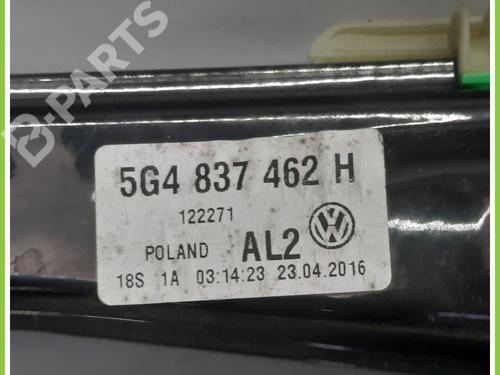 B-PARTS
5G4 837 462 H
122271
POLAND AL2
18S 1A 03:14:23 23.04.2016